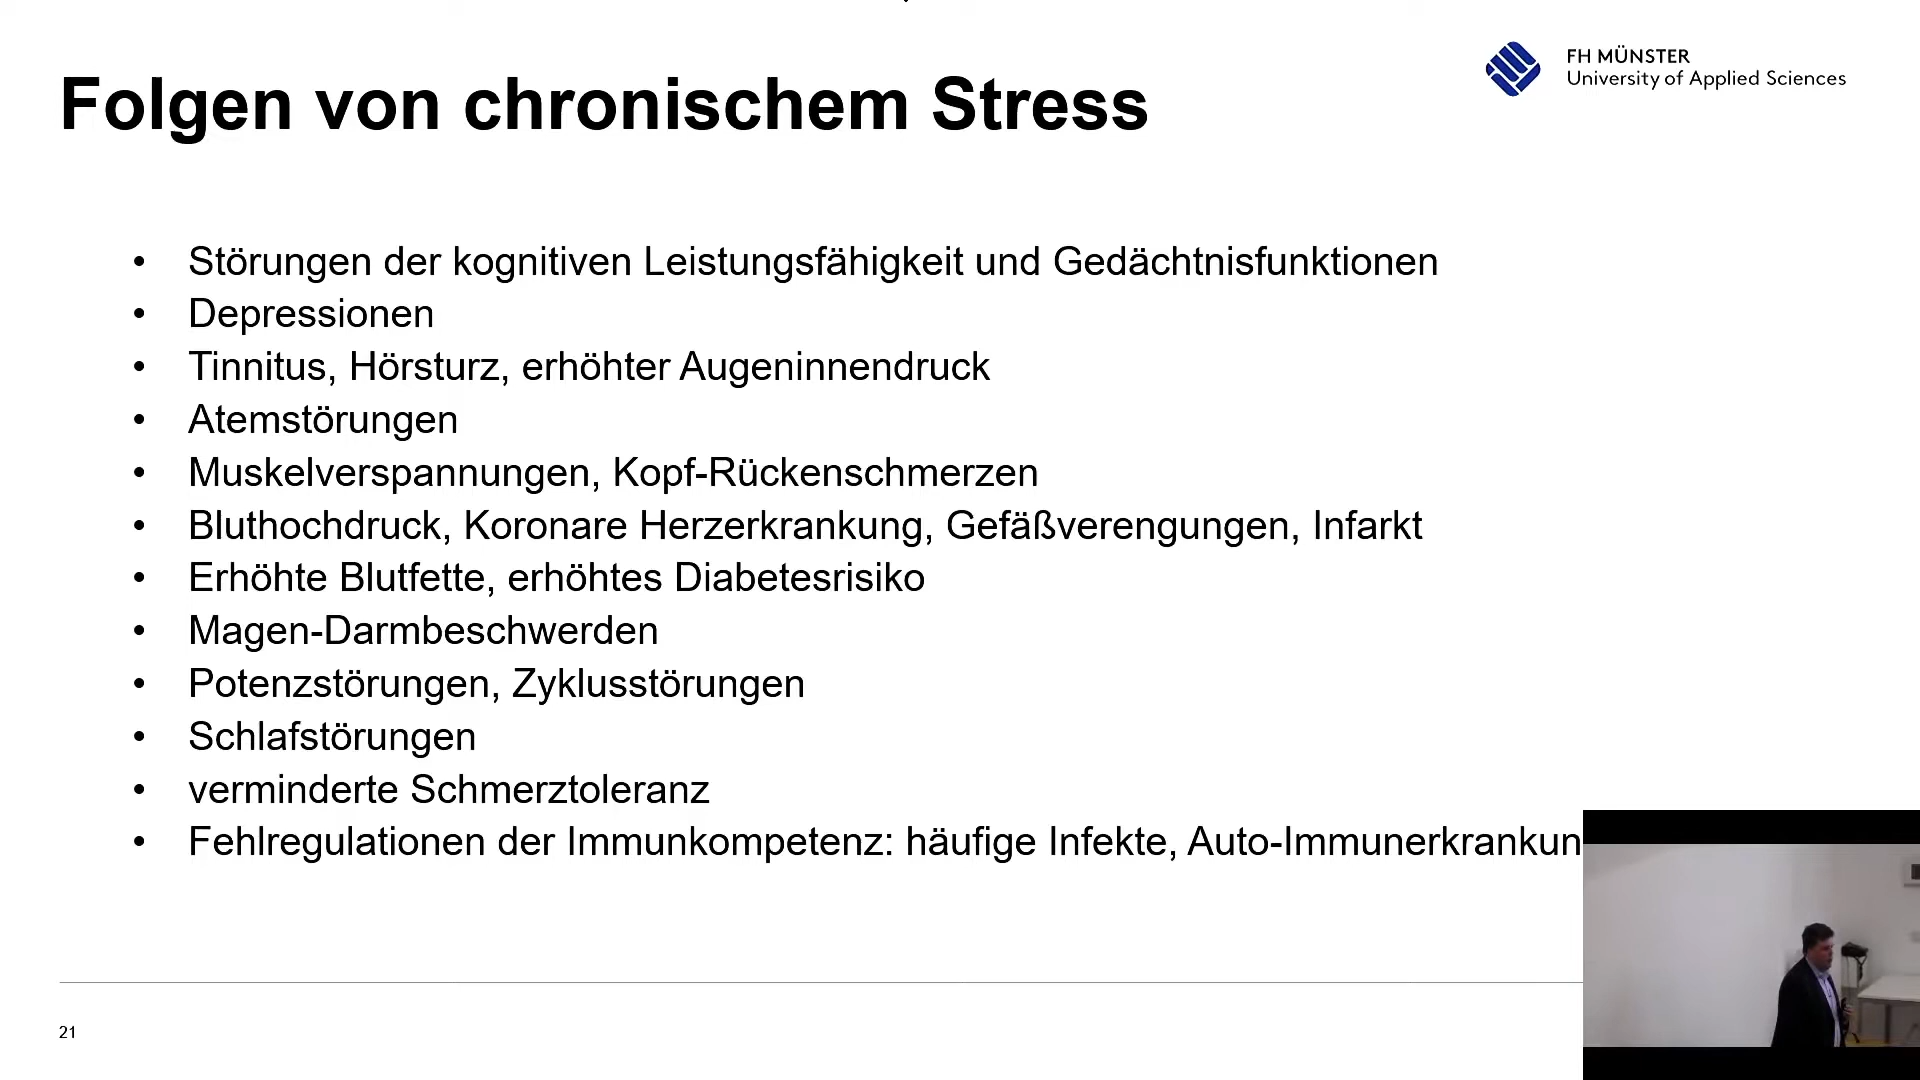 FH MÜNSTER
University of Applied Sciences
Folgen von chronischem Stress
• Störungen der kognitiven Leistungsfähigkeit und Gedächtnisfunktionen
• Depressionen
• Tinnitus, Hörsturz, erhöhter Augeninnendruck
• Atemstörungen
• Muskelverspannungen, Kopf-Rückenschmerzen
• Bluthochdruck, Koronare Herzerkrankung, Gefäßverengungen, Infarkt
• Erhöhte Blutfette, erhöhtes Diabetesrisiko
• Magen-Darmbeschwerden
• Potenzstörungen, Zyklusstörungen
• Schlafstörungen
• verminderte Schmerztoleranz
• Fehlregulationen der Immunkompetenz: häufige Infekte, Auto-Immunerkrankun
21